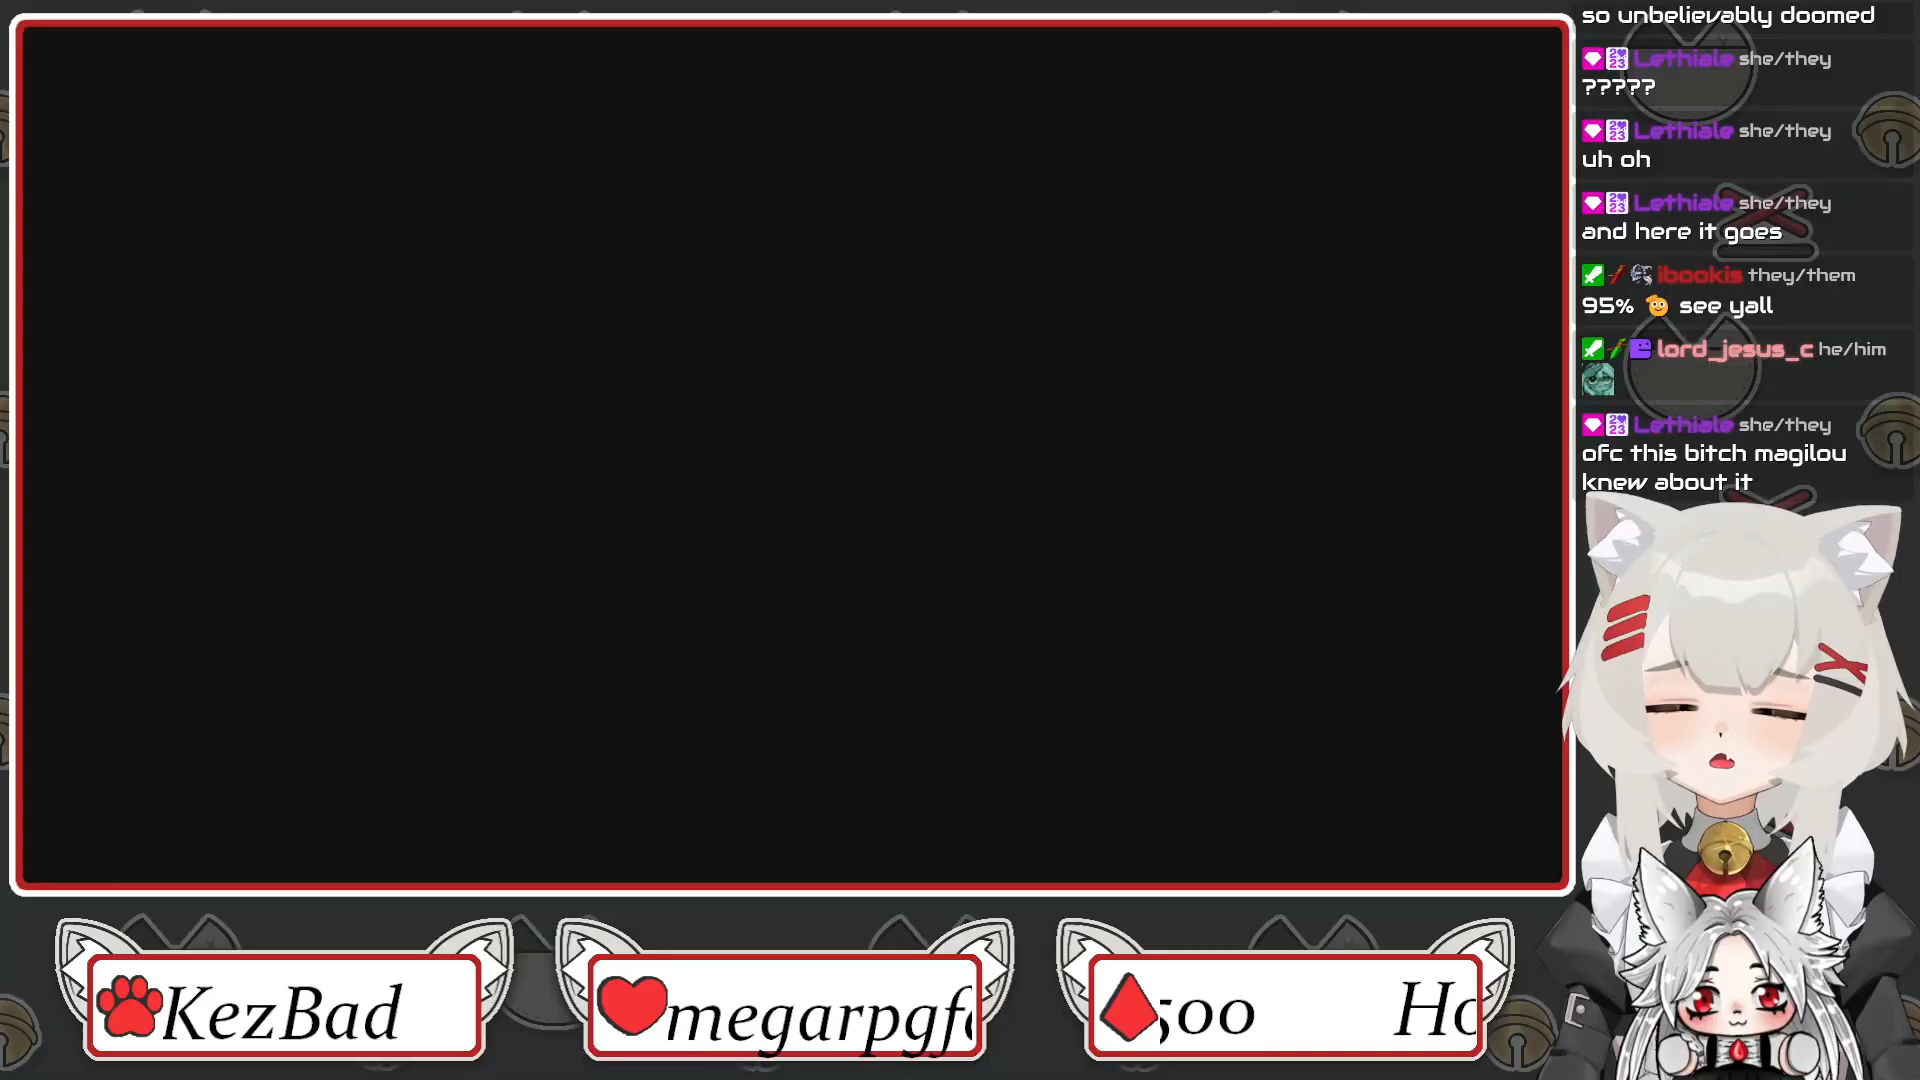 so unbelievably doomed
Lethiale she/they
?????
Lethiale she/they
uh oh
Lethiale she/they
and here it goes
ibookis they/them
95% see yall
lord_jesus_c he/him
Lethiale she/they
ofc this bitch magilou
knew about it
KezBad
megarpgf
500 Ho